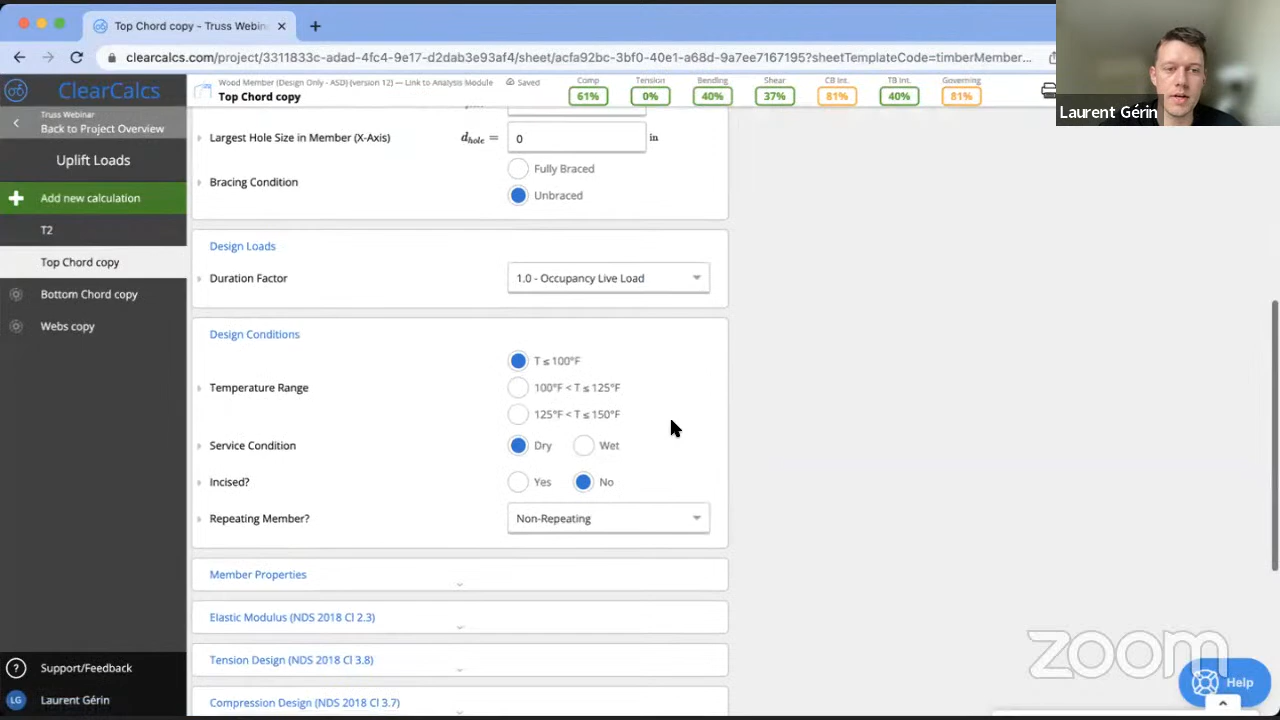 Top Chord copy - Truss Webinar
clearcalcs.com/project/3311833c-adad-4fc4-9e17-d2dab3e93af4/sheet/acfa92bc-3bf0-40e1-a68d-9a7ee7167195?sheetTemplateCode=timberMember...
ClearCalcs
Wood Member (Design Only - ASD) (version 12) — Link to Analysis Module
Saved
Top Chord copy
Comp
61%
Tension
0%
Bending
40%
Shear
37%
CB Int.
81%
TB Int.
40%
Governing
81%
Laurent Gérin
Truss Webinar
Back to Project Overview
Uplift Loads
Add new calculation
T2
Top Chord copy
Bottom Chord copy
Webs copy
Support/Feedback
LG
Laurent Gérin
Largest Hole Size in Member (X-Axis)
dhole =
0
in
Bracing Condition
Fully Braced
Unbraced
Design Loads
Duration Factor
1.0 - Occupancy Live Load
Design Conditions
Temperature Range
T ≤ 100°F
100°F < T ≤ 125°F
125°F < T ≤ 150°F
Service Condition
Dry
Wet
Incised?
Yes
No
Repeating Member?
Non-Repeating
Member Properties
Elastic Modulus (NDS 2018 Cl 2.3)
Tension Design (NDS 2018 Cl 3.8)
Compression Design (NDS 2018 Cl 3.7)
zoom
Help